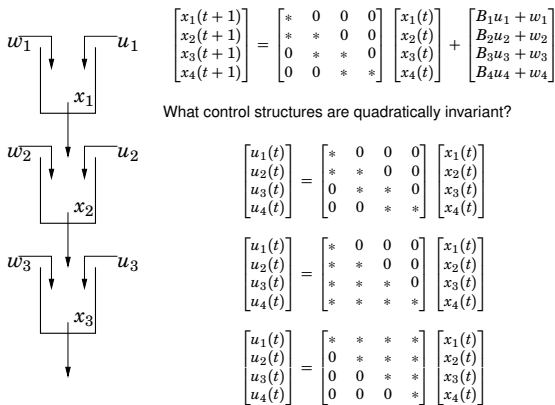 w1 u1
x1
w2 u2
x2
w3 u3
x3
[x1(t + 1)] = [* 0 0 0] [x1(t)] + [B1u1 + w1]
[x2(t + 1)] = [* * 0 0] [x2(t)] + [B2u2 + w2]
[x3(t + 1)] = [0 * * 0] [x3(t)] + [B3u3 + w3]
[x4(t + 1)] = [0 0 * *] [x4(t)] + [B4u4 + w4]
What control structures are quadratically invariant?
[u1(t)] = [* 0 0 0] [x1(t)]
[u2(t)] = [* * 0 0] [x2(t)]
[u3(t)] = [0 * * 0] [x3(t)]
[u4(t)] = [0 0 * *] [x4(t)]
[u1(t)] = [* 0 0 0] [x1(t)]
[u2(t)] = [* * 0 0] [x2(t)]
[u3(t)] = [* * * 0] [x3(t)]
[u4(t)] = [* * * *] [x4(t)]
[u1(t)] = [* * * *] [x1(t)]
[u2(t)] = [0 * * *] [x2(t)]
[u3(t)] = [0 0 * *] [x3(t)]
[u4(t)] = [0 0 0 *] [x4(t)]